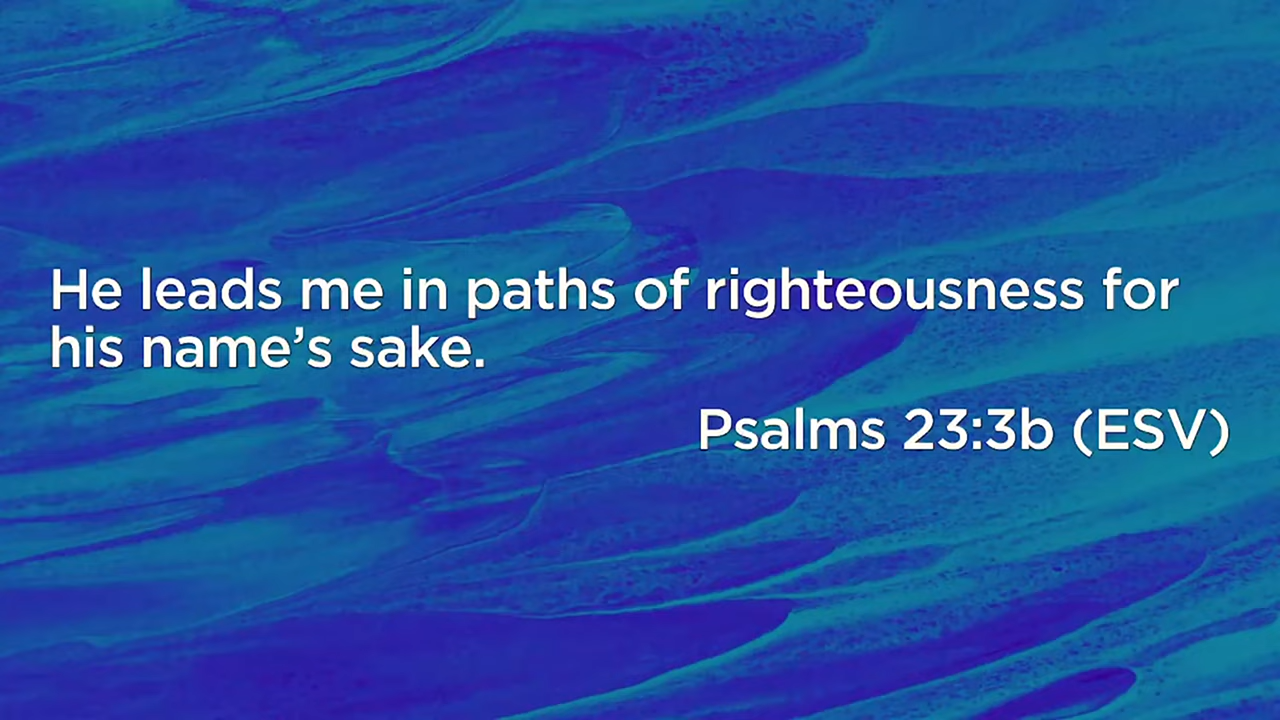 He leads me in paths of righteousness for
his name’s sake.
Psalms 23:3b (ESV)